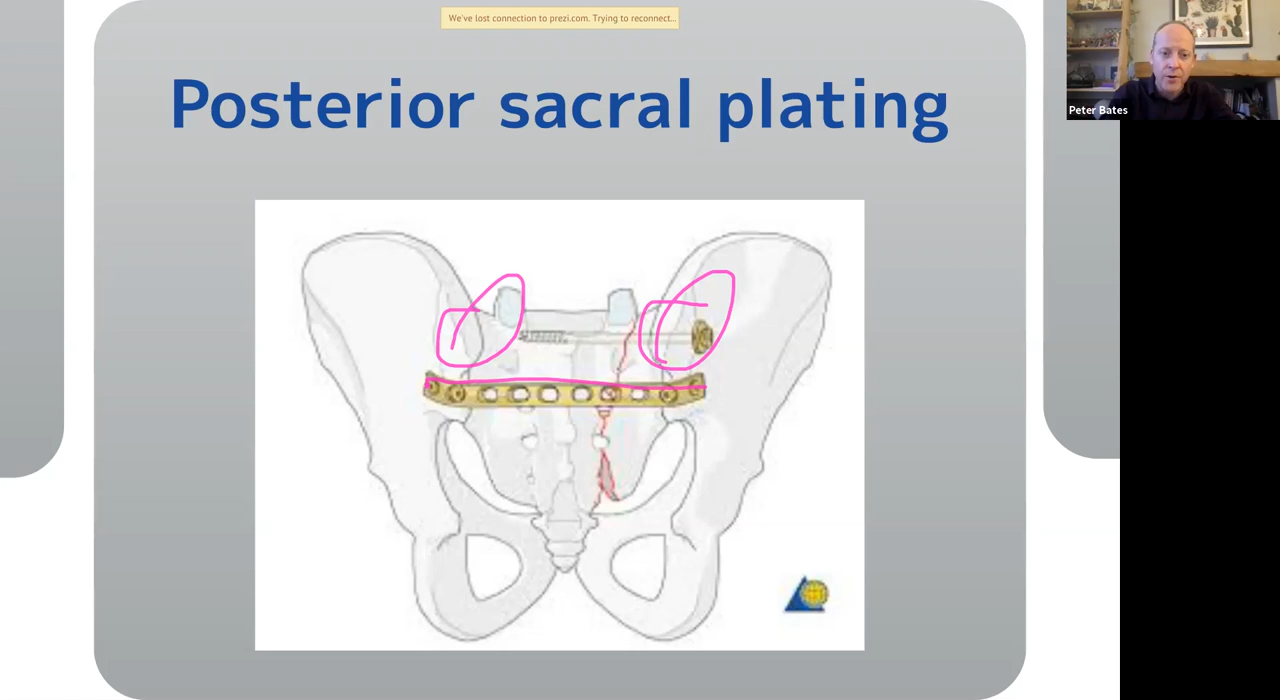 We've lost connection to prezi.com. Trying to reconnect...
Posterior sacral plating
Peter Bates